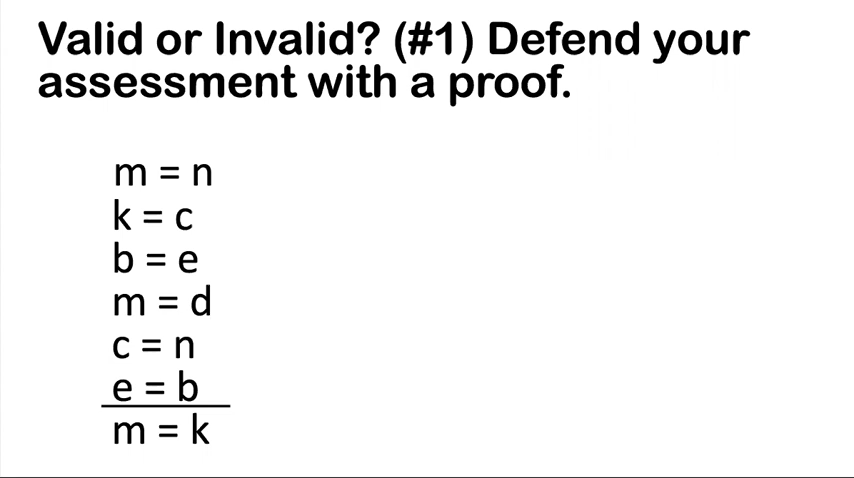 Valid or Invalid? (#1) Defend your
assessment with a proof.
m = n
k = c
b = e
m = d
c = n
e = b
m = k